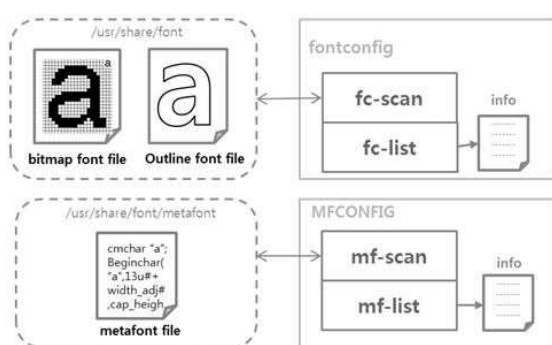 /usr/share/font
a
bitmap font file
Outline font file
fontconfig
fc-scan
fc-list
info
/usr/share/font/metafont
cmchar "a";
Beginchar(
"a",13u#+
width_adj#
,cap_heigh
metafont file
MFCONFIG
mf-scan
mf-list
info